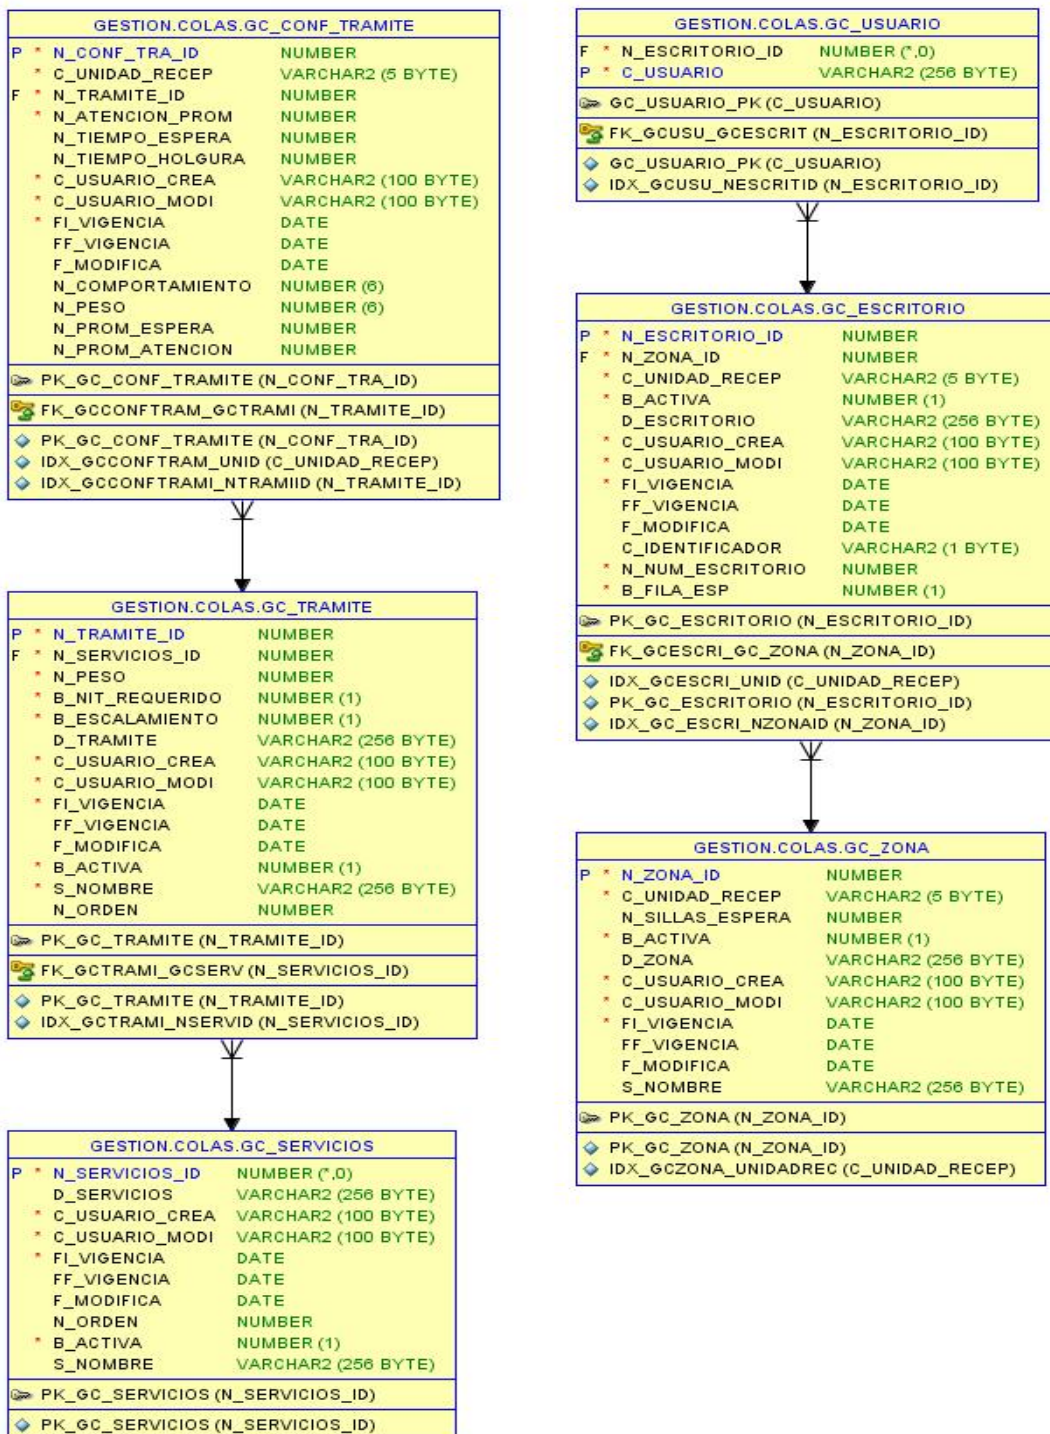 GESTION.COLAS.GC_CONF_TRAMITE
P * N_CONF_TRA_ID NUMBER
* C_UNIDAD_RECEP VARCHAR2 (5 BYTE)
F * N_TRAMITE_ID NUMBER
* N_ATENCION_PROM NUMBER
N_TIEMPO_ESPERA NUMBER
N_TIEMPO_HOLGURA NUMBER
* C_USUARIO_CREA VARCHAR2 (100 BYTE)
* C_USUARIO_MODI VARCHAR2 (100 BYTE)
* FI_VIGENCIA DATE
FF_VIGENCIA DATE
F_MODIFICA DATE
N_COMPORTAMIENTO NUMBER (6)
N_PESO NUMBER (6)
N_PROM_ESPERA NUMBER
N_PROM_ATENCION NUMBER
PK_GC_CONF_TRAMITE (N_CONF_TRA_ID)
FK_GCCONFTRAM_GCTRAMI (N_TRAMITE_ID)
PK_GC_CONF_TRAMITE (N_CONF_TRA_ID)
IDX_GCCONFTRAM_UNID (C_UNIDAD_RECEP)
IDX_GCCONFTRAMI_NTRAMIID (N_TRAMITE_ID)
GESTION.COLAS.GC_TRAMITE
P * N_TRAMITE_ID NUMBER
F * N_SERVICIOS_ID NUMBER
* N_PESO NUMBER
* B_NIT_REQUERIDO NUMBER (1)
* B_ESCALAMIENTO NUMBER (1)
D_TRAMITE VARCHAR2 (256 BYTE)
* C_USUARIO_CREA VARCHAR2 (100 BYTE)
* C_USUARIO_MODI VARCHAR2 (100 BYTE)
* FI_VIGENCIA DATE
FF_VIGENCIA DATE
F_MODIFICA DATE
* B_ACTIVA NUMBER (1)
* S_NOMBRE VARCHAR2 (256 BYTE)
N_ORDEN NUMBER
PK_GC_TRAMITE (N_TRAMITE_ID)
FK_GCTRAMI_GCSERV (N_SERVICIOS_ID)
PK_GC_TRAMITE (N_TRAMITE_ID)
IDX_GCTRAMI_NSERVID (N_SERVICIOS_ID)
GESTION.COLAS.GC_SERVICIOS
P * N_SERVICIOS_ID NUMBER (*,0)
D_SERVICIOS VARCHAR2 (256 BYTE)
* C_USUARIO_CREA VARCHAR2 (100 BYTE)
* C_USUARIO_MODI VARCHAR2 (100 BYTE)
* FI_VIGENCIA DATE
FF_VIGENCIA DATE
F_MODIFICA DATE
N_ORDEN NUMBER
* B_ACTIVA NUMBER (1)
S_NOMBRE VARCHAR2 (256 BYTE)
PK_GC_SERVICIOS (N_SERVICIOS_ID)
PK_GC_SERVICIOS (N_SERVICIOS_ID)
GESTION.COLAS.GC_USUARIO
F * N_ESCRITORIO_ID NUMBER (*,0)
P * C_USUARIO VARCHAR2 (256 BYTE)
GC_USUARIO_PK (C_USUARIO)
FK_GCUSU_GCESCRIT (N_ESCRITORIO_ID)
GC_USUARIO_PK (C_USUARIO)
IDX_GCUSU_NESCRITID (N_ESCRITORIO_ID)
GESTION.COLAS.GC_ESCRITORIO
P * N_ESCRITORIO_ID NUMBER
F * N_ZONA_ID NUMBER
* C_UNIDAD_RECEP VARCHAR2 (5 BYTE)
* B_ACTIVA NUMBER (1)
D_ESCRITORIO VARCHAR2 (256 BYTE)
* C_USUARIO_CREA VARCHAR2 (100 BYTE)
* C_USUARIO_MODI VARCHAR2 (100 BYTE)
* FI_VIGENCIA DATE
FF_VIGENCIA DATE
F_MODIFICA DATE
C_IDENTIFICADOR VARCHAR2 (1 BYTE)
* N_NUM_ESCRITORIO NUMBER
* B_FILA_ESP NUMBER (1)
PK_GC_ESCRITORIO (N_ESCRITORIO_ID)
FK_GCESCRI_GC_ZONA (N_ZONA_ID)
IDX_GCESCRI_UNID (C_UNIDAD_RECEP)
PK_GC_ESCRITORIO (N_ESCRITORIO_ID)
IDX_GC_ESCRI_NZONAID (N_ZONA_ID)
GESTION.COLAS.GC_ZONA
P * N_ZONA_ID NUMBER
* C_UNIDAD_RECEP VARCHAR2 (5 BYTE)
N_SILLAS_ESPERA NUMBER
* B_ACTIVA NUMBER (1)
D_ZONA VARCHAR2 (256 BYTE)
* C_USUARIO_CREA VARCHAR2 (100 BYTE)
* C_USUARIO_MODI VARCHAR2 (100 BYTE)
* FI_VIGENCIA DATE
FF_VIGENCIA DATE
F_MODIFICA DATE
S_NOMBRE VARCHAR2 (256 BYTE)
PK_GC_ZONA (N_ZONA_ID)
PK_GC_ZONA (N_ZONA_ID)
IDX_GCZONA_UNIDADREC (C_UNIDAD_RECEP)